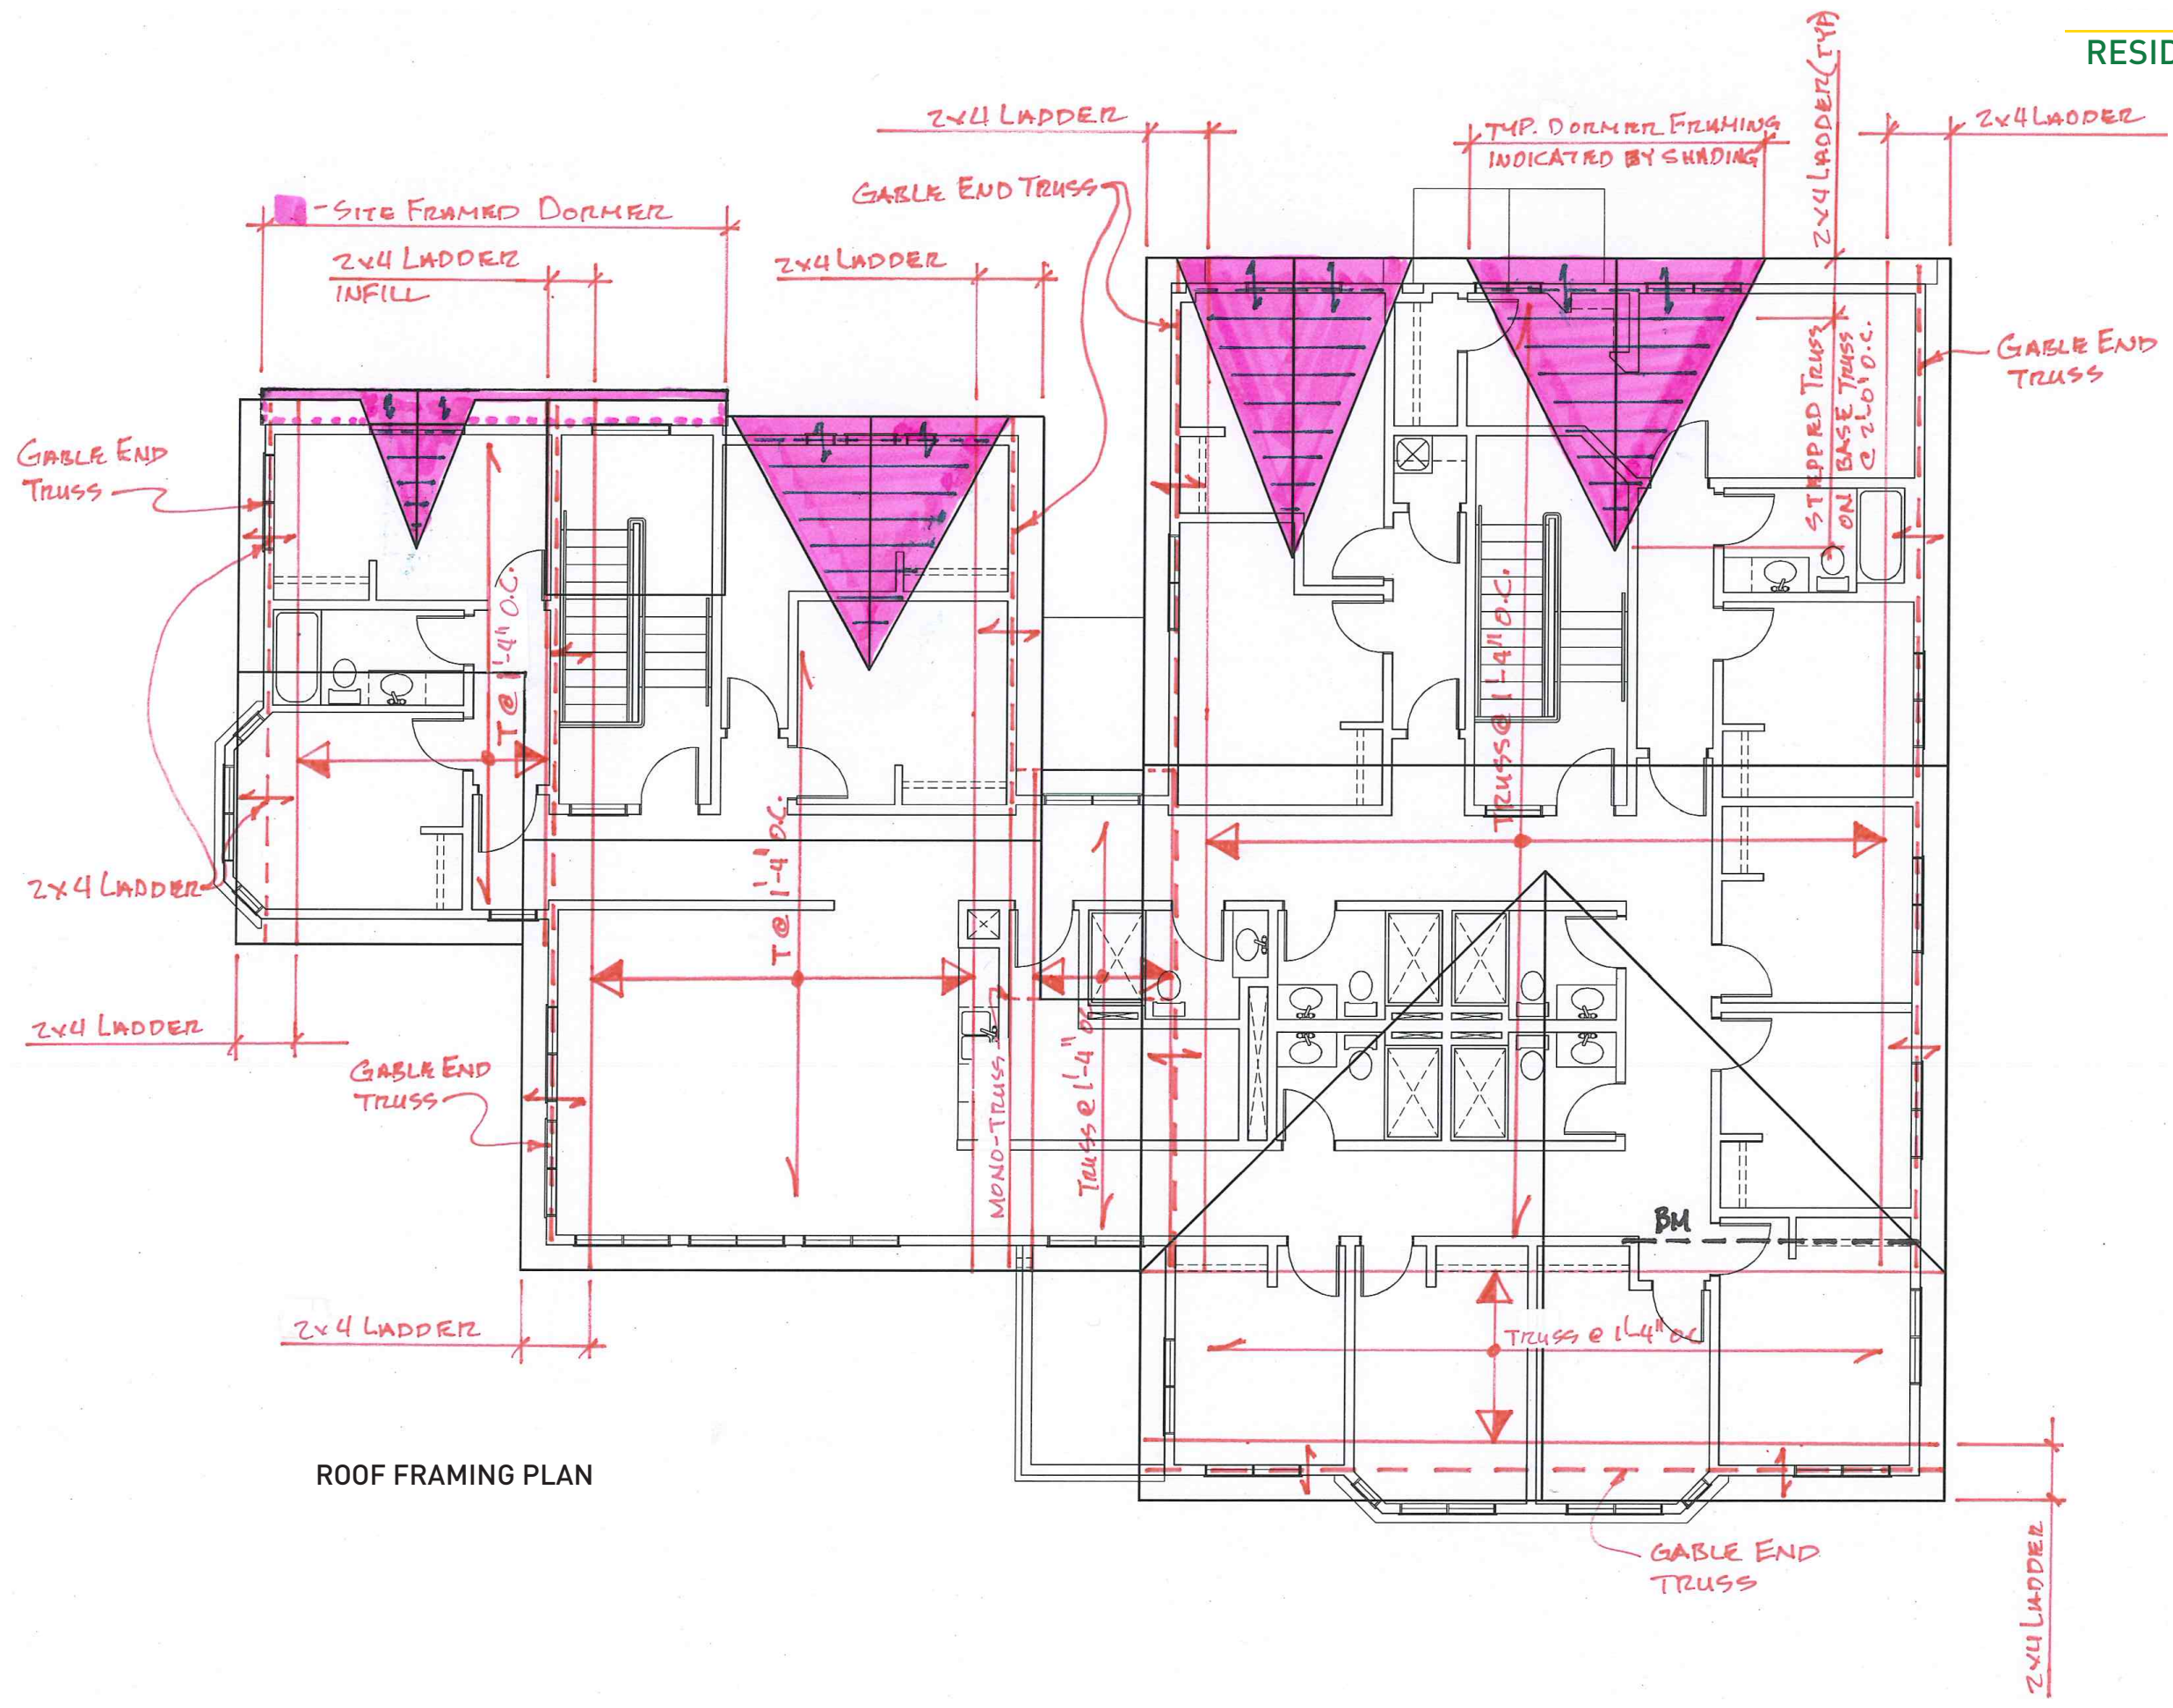 RESID
2x4 LADDER
TYP. DORMER FRAMING
INDICATED BY SHADING
2x4 LADDER (TYP)
2x4 LADDER
GABLE END TRUSS
- SITE FRAMED DORMER
2x4 LADDER
INFILL
2x4 LADDER
STEPPED TRUSS
ON BASE TRUSS
@ 2'-0" O.C.
GABLE END
TRUSS
GABLE END
TRUSS
T @ 1'-4" O.C.
TRUSS @ 1'-4" O.C.
T @ 1'-4" O.C.
2x4 LADDER
2x4 LADDER
GABLE END
TRUSS
MONO-TRUSS
TRUSS @ 1'-4" OC
BM
2x4 LADDER
TRUSS @ 1'-4" OC
ROOF FRAMING PLAN
GABLE END
TRUSS
2x4 LADDER